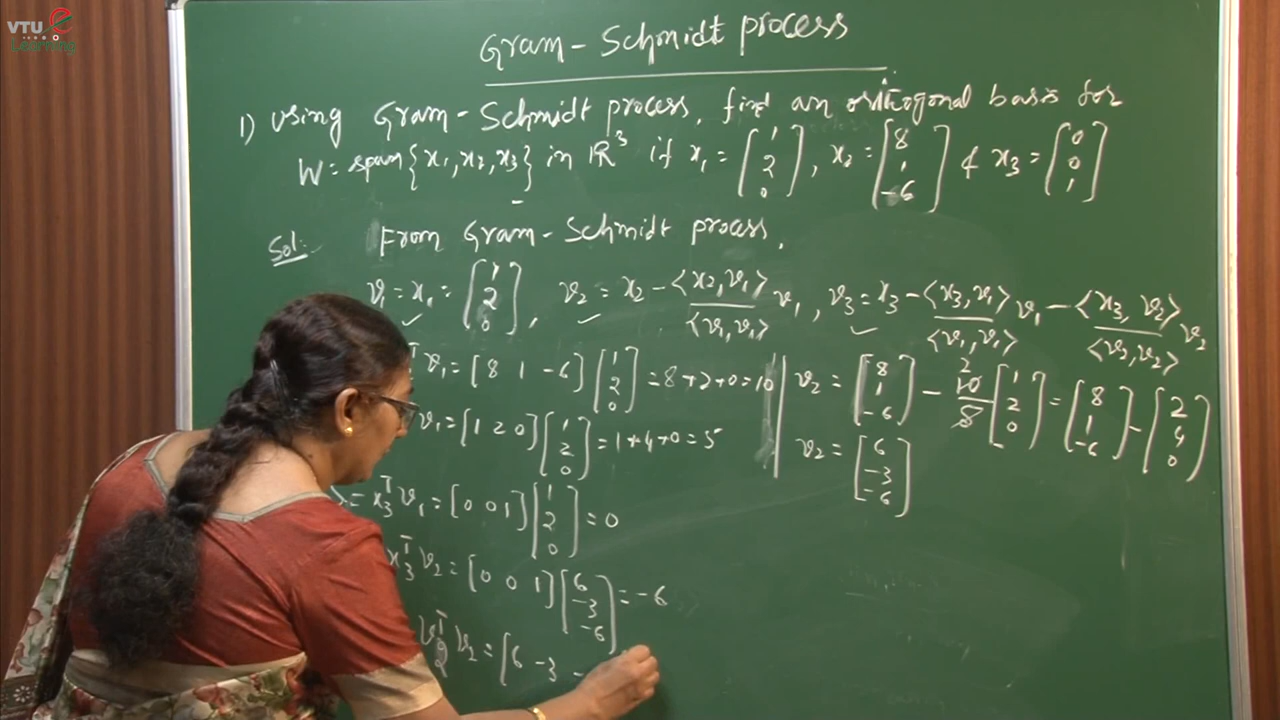 VTU e Learning
Gram-Schmidt process
1) using Gram-Schmidt process, find an orthogonal basis for
W = span{x₁,x₂,x₃} in ℝ³ if x₁ = [1 2 0], x₂ = [8 1 -6] & x₃ = [0 0 1]
Sol: From Gram-Schmidt process,
v₁ = x₁ = [1 2 0], v₂ = x₂ - <x₂,v₁>/<v₁,v₁> v₁, v₃ = x₃ - <x₃,v₁>/<v₁,v₁> v₁ - <x₃,v₂>/<v₂,v₂> v₂
ᵀ v₁ = [8 1 -6] [1 2 0] = 8+2+0 = 10
v₁ = [1 2 0] [1 2 0] = 1+4+0 = 5
>= x₃ᵀ v₁ = [0 0 1] [1 2 0] = 0
x₃ᵀ v₂ = [0 0 1] [6 -3 -6] = -6
v₂ᵀ v₂ = [6 -3 -
v₂ = [8 1 -6] - 2 10/5 [1 2 0] = [8 1 -6] - [2 4 0]
v₂ = [6 -3 -6]